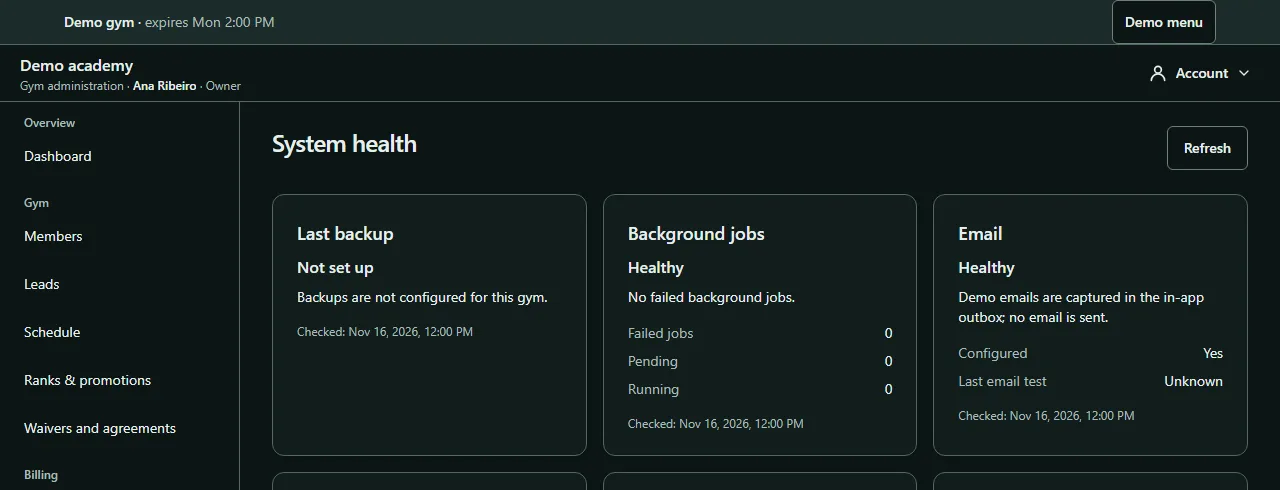 Demo gym · expires Mon 2:00 PM
Demo menu
Demo academy
Gym administration · Ana Ribeiro · Owner
Account
Overview
Dashboard
Gym
Members
Leads
Schedule
Ranks & promotions
Waivers and agreements
Billing
System health
Refresh
Last backup
Not set up
Backups are not configured for this gym.
Checked: Nov 16, 2026, 12:00 PM
Background jobs
Healthy
No failed background jobs.
Failed jobs 0
Pending 0
Running 0
Checked: Nov 16, 2026, 12:00 PM
Email
Healthy
Demo emails are captured in the in-app
outbox; no email is sent.
Configured Yes
Last email test Unknown
Checked: Nov 16, 2026, 12:00 PM